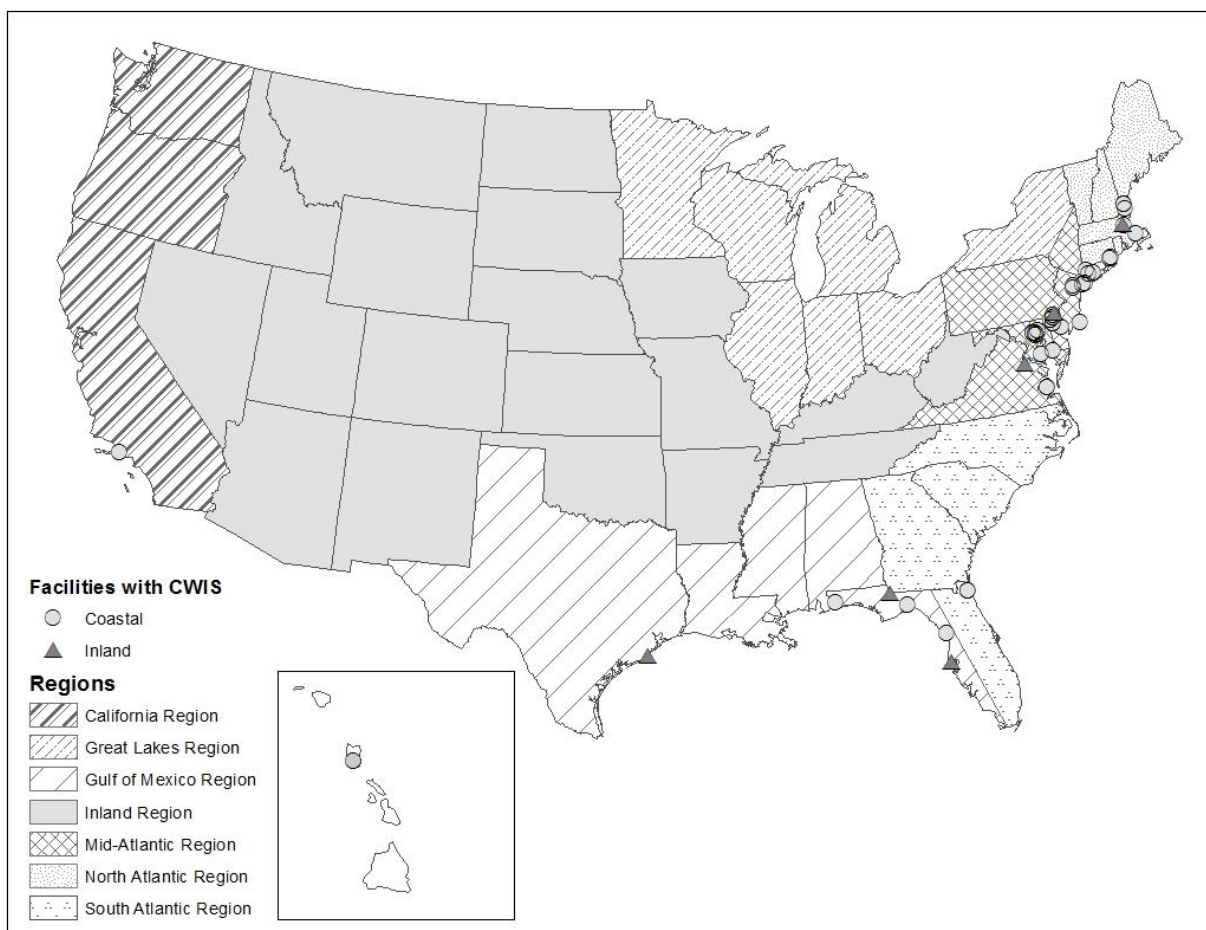 Facilities with CWIS
Coastal
Inland
Regions
California Region
Great Lakes Region
Gulf of Mexico Region
Inland Region
Mid-Atlantic Region
North Atlantic Region
South Atlantic Region